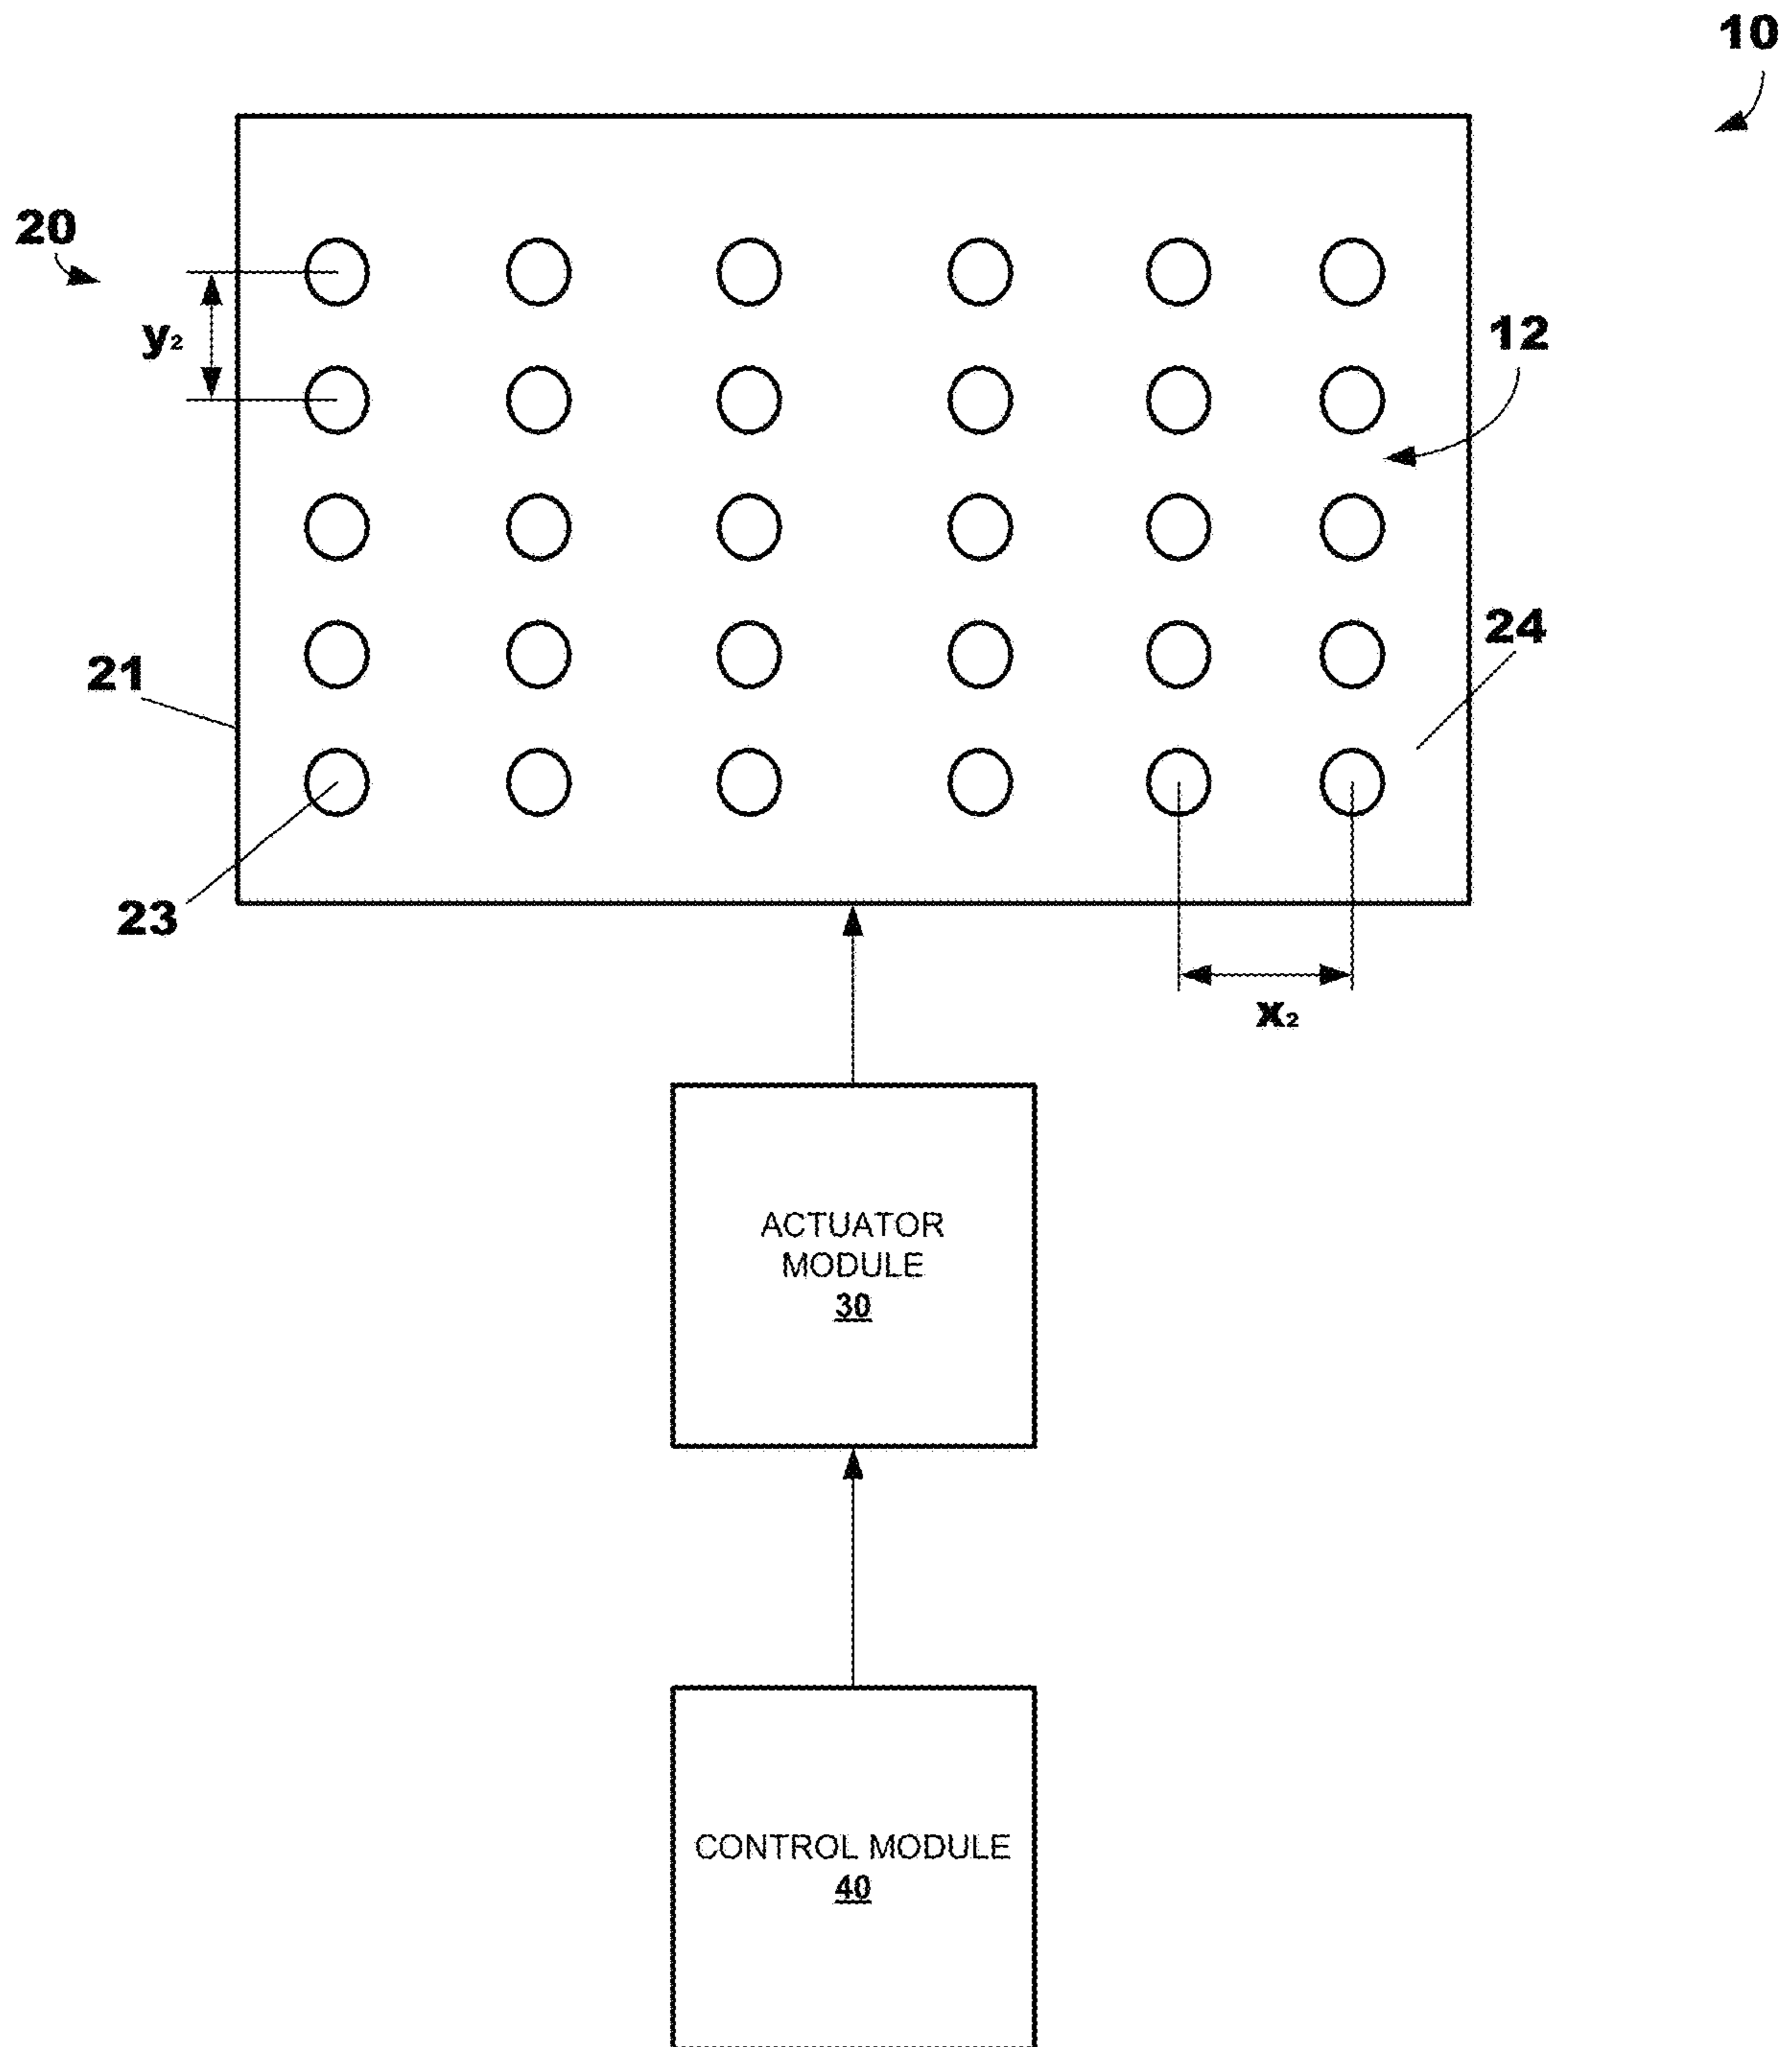 10
20
y₂
12
24
21
23
x₂
ACTUATOR
MODULE
30
CONTROL MODULE
40